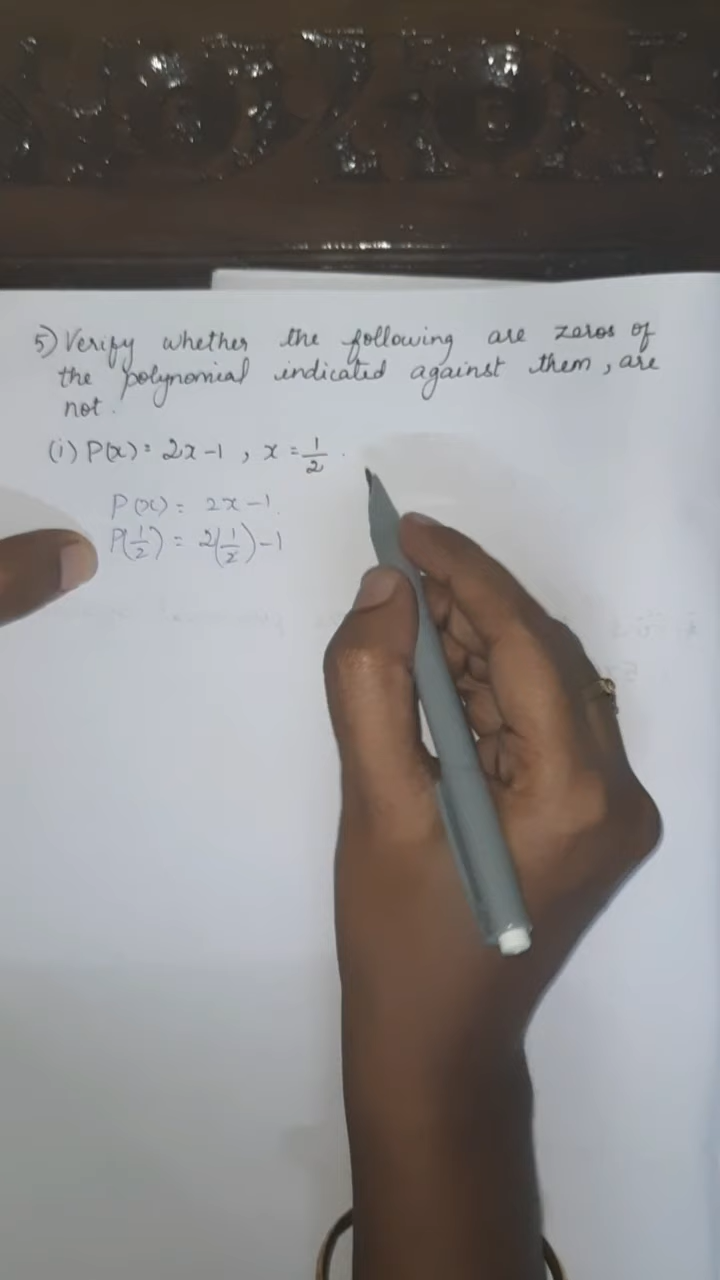 5) Verify whether the following are zeros of
the polynomial indicated against them, are
not.
(i) P(x) = 2x-1, x = 1/2.
P(x) = 2x-1.
P(1/2) = 2(1/2)-1